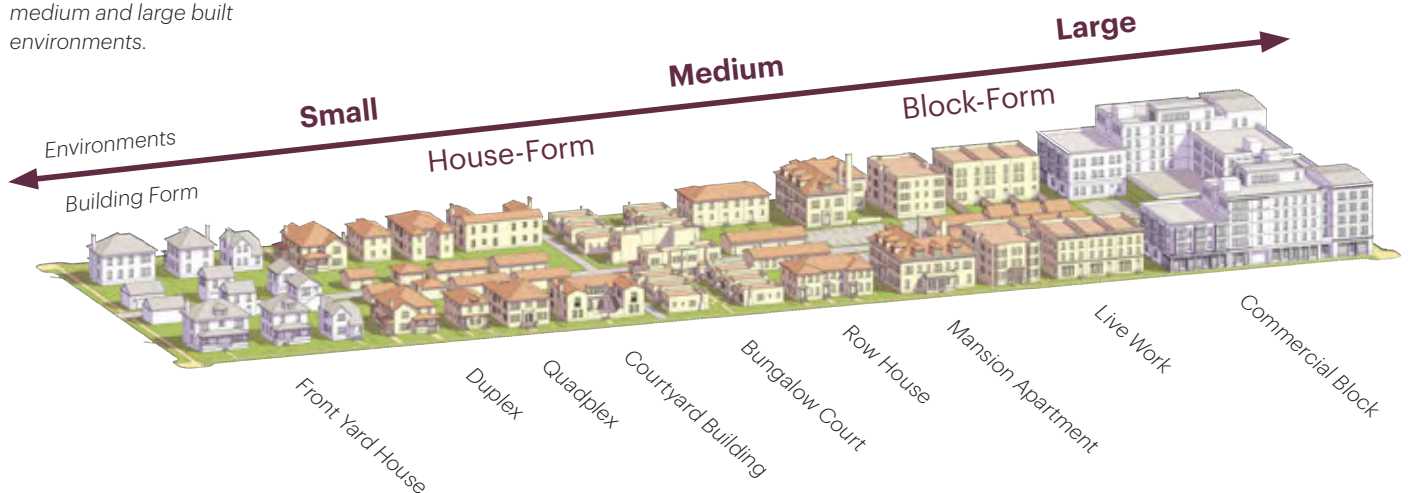 medium and large built
environments.
Small
Medium
Large
Environments
House-Form
Block-Form
Building Form
Front Yard House
Duplex
Quadplex
Courtyard Building
Bungalow Court
Row House
Mansion Apartment
Live Work
Commercial Block